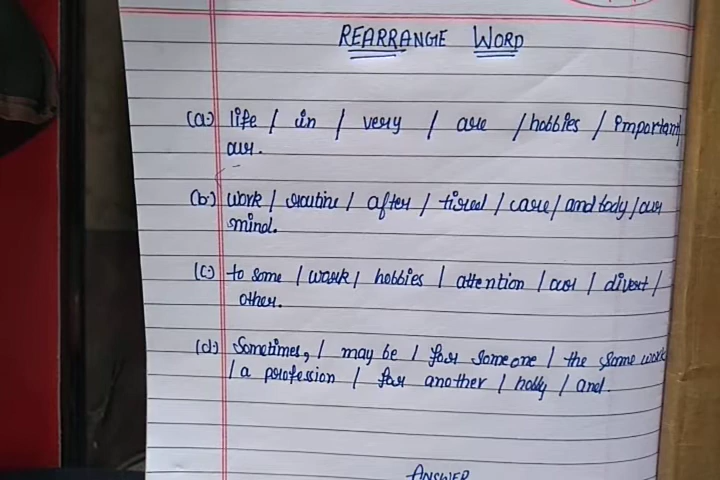 REARRANGE WORD
(a.) life / in / very / are / hobbies / important /
our.
(b.) work / routine / after / tired / care / and body / our
mind.
(c.) to some / work / hobbies / attention / our / divert /
other.
(d.) Sometimes, / may be / for someone / the same work
/ a profession / for another / hobby / and.
ANSWER